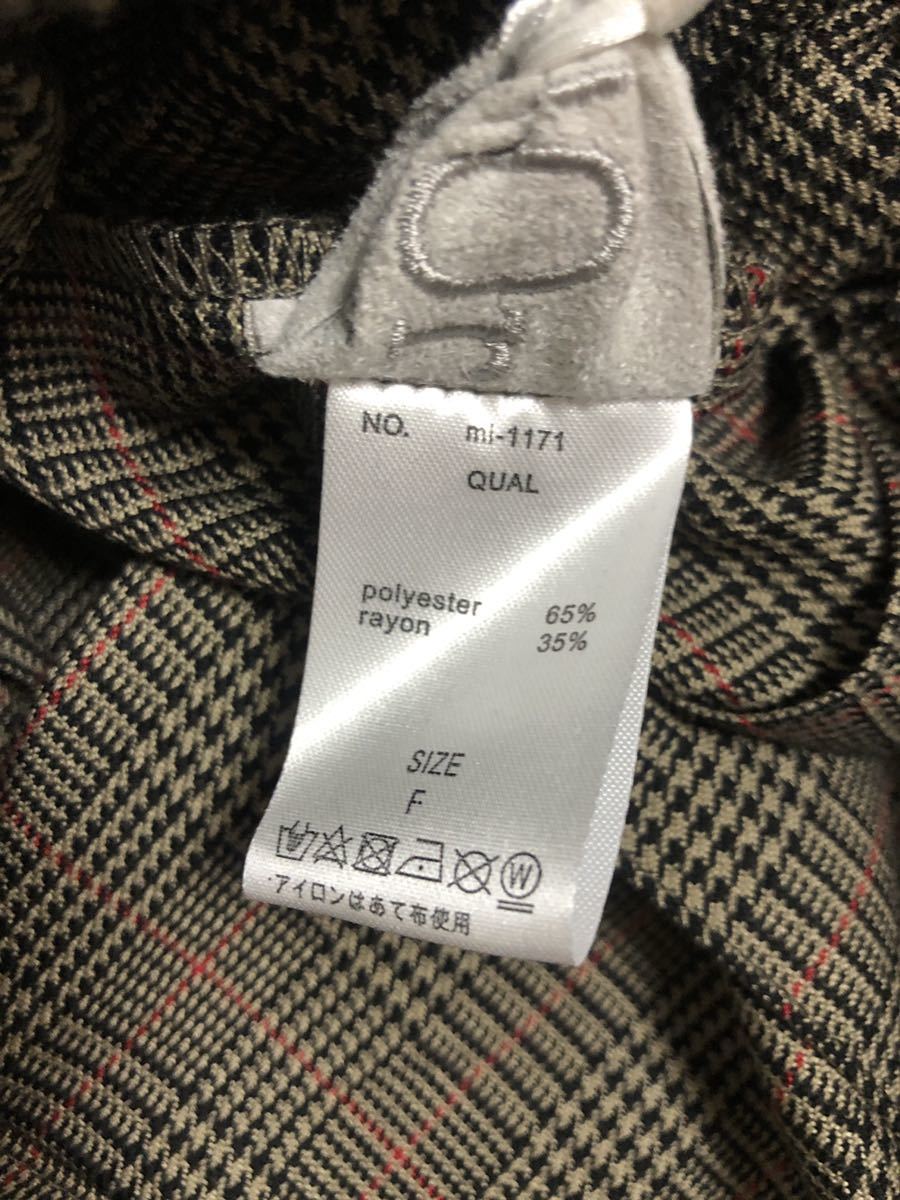 NO. mi-1171
QUAL
polyester 65%
rayon 35%
SIZE
F
W
・アイロンはあて布使用